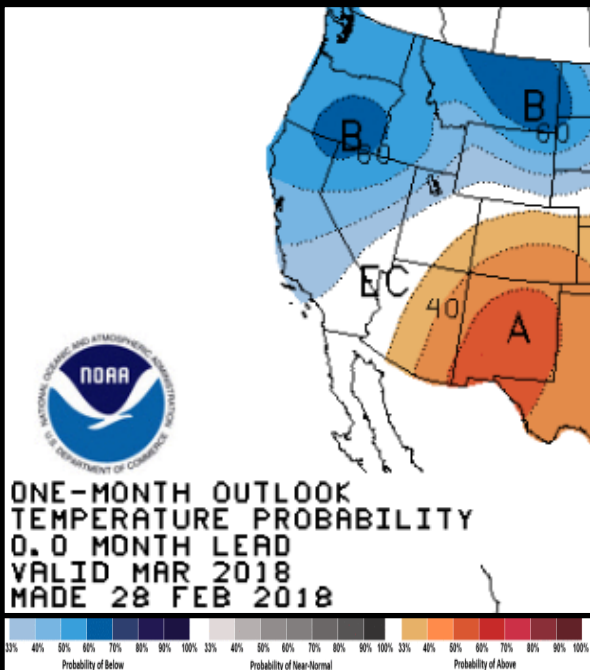 B
B
60
60
EC
40
A
NATIONAL OCEANIC AND ATMOSPHERIC ADMINISTRATION
NOAA
U.S. DEPARTMENT OF COMMERCE
ONE-MONTH OUTLOOK
TEMPERATURE PROBABILITY
0.0 MONTH LEAD
VALID MAR 2018
MADE 28 FEB 2018
33% 40% 50% 60% 70% 80% 90% 100% 33% 40% 50% 60% 70% 80% 90% 100% 33% 40% 50% 60% 70% 80% 90% 100%
Probability of Below Probability of Near-Normal Probability of Above